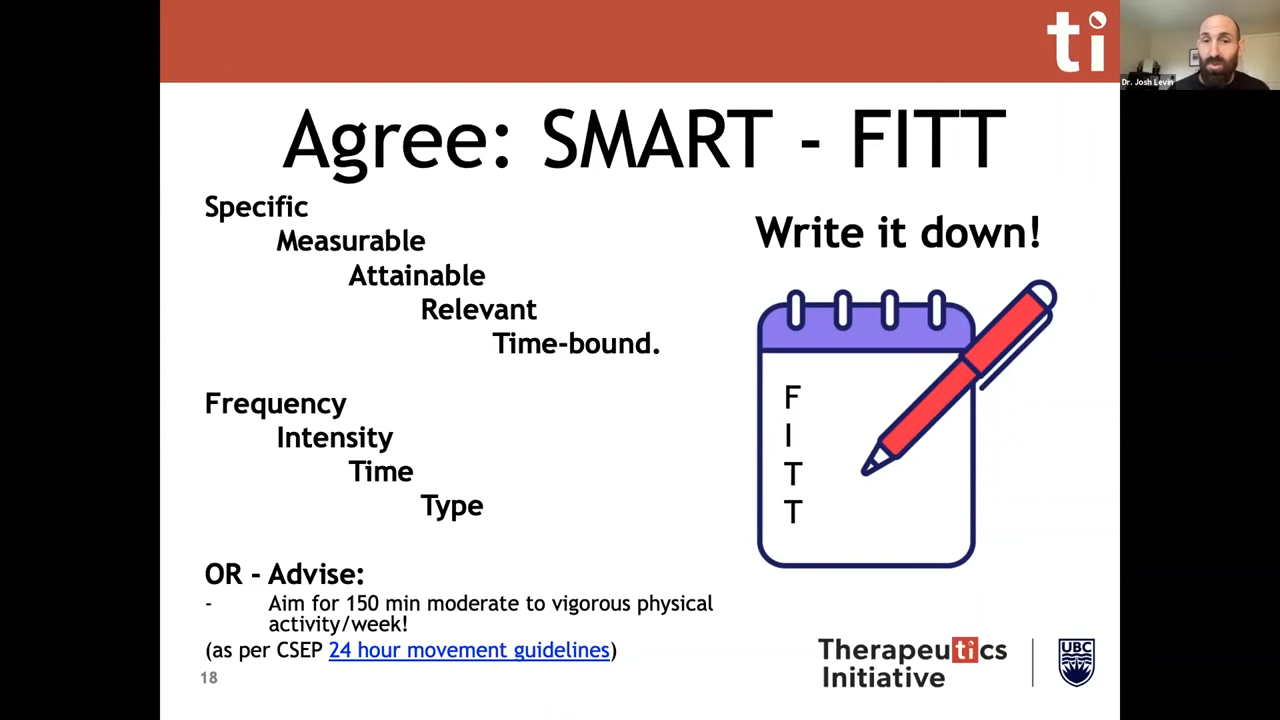 ti
Dr. Josh Levin
Agree: SMART - FITT
Specific
Measurable
Attainable
Relevant
Time-bound.
Frequency
Intensity
Time
Type
OR - Advise:
- Aim for 150 min moderate to vigorous physical
activity/week!
(as per CSEP 24 hour movement guidelines)
18
Write it down!
F
I
T
T
Therapeutics
Initiative
UBC